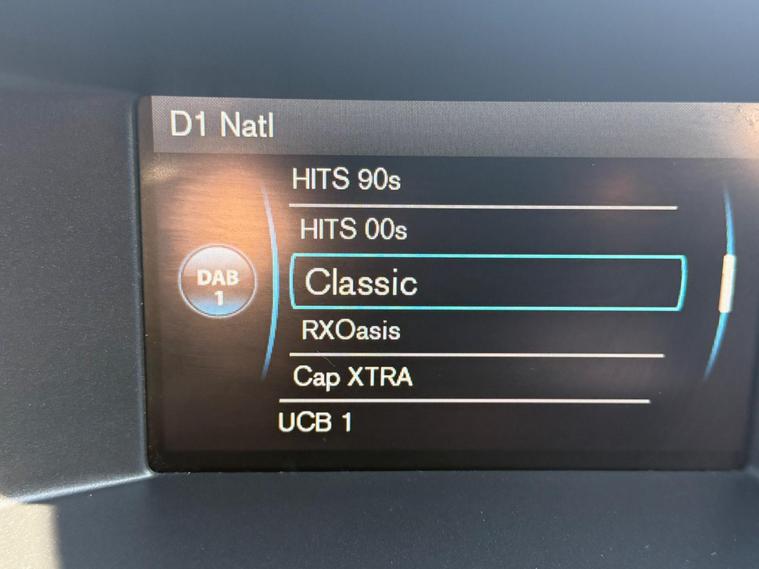 D1 Natl
HITS 90s
HITS 00s
DAB
1
Classic
RXOasis
Cap XTRA
UCB 1